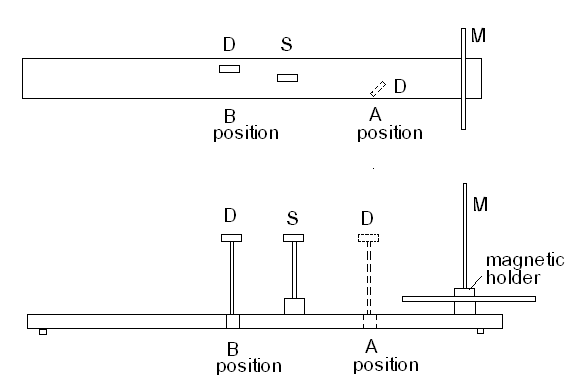 M
D S
D
B A
position position
D S D
M
magnetic
holder
B A
position position